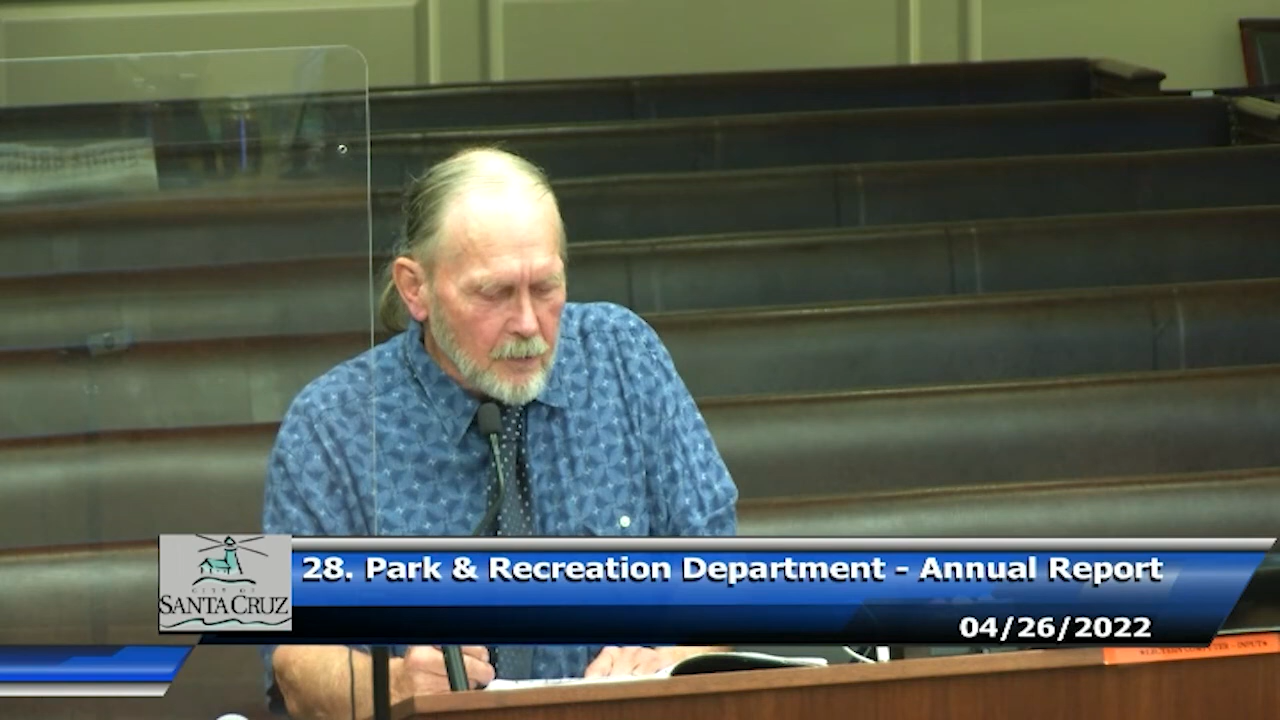 28. Park & Recreation Department - Annual Report
CITY OF
SANTA CRUZ
04/26/2022